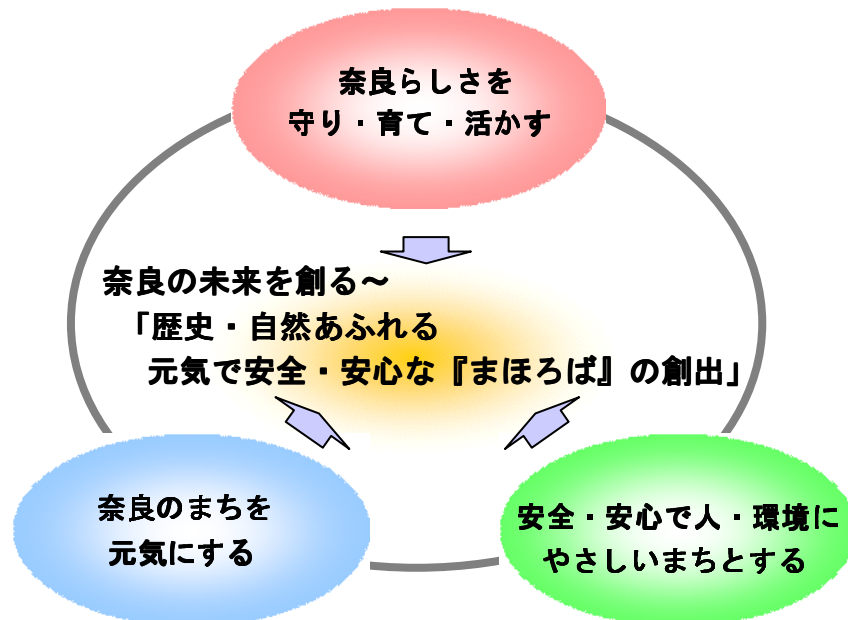 奈良らしさを
守り・育て・活かす
奈良の未来を創る～
「歴史・自然あふれる
元気で安全・安心な『まほろば』の創出」
奈良のまちを
元気にする
安全・安心で人・環境に
やさしいまちとする